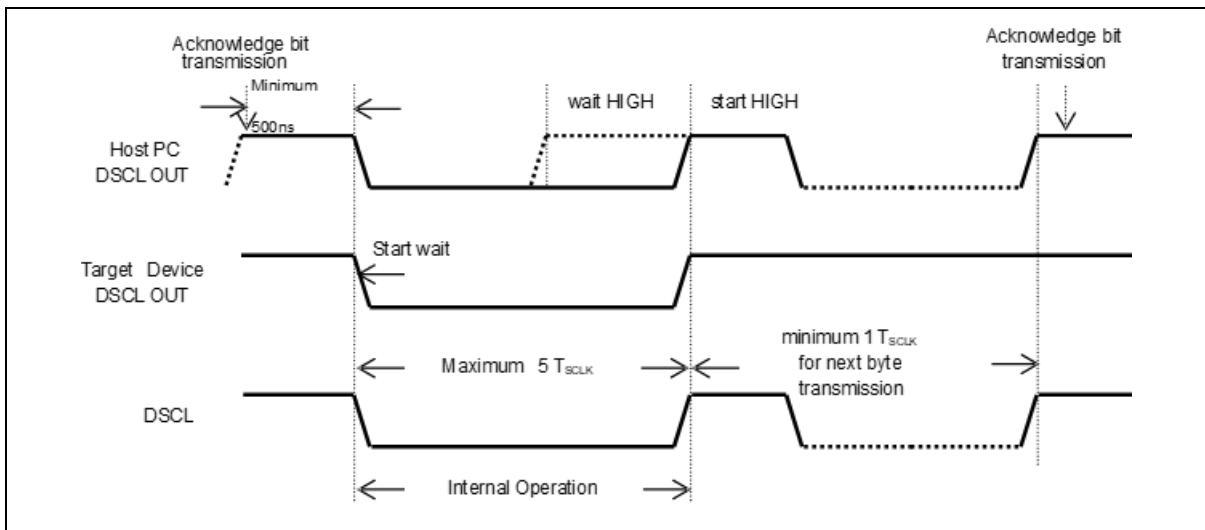 Acknowledge bit
transmission
Acknowledge bit
transmission
Minimum
500ns
wait HIGH
start HIGH
Host PC
DSCL OUT
Start wait
Target Device
DSCL OUT
Maximum 5 TSCLK
minimum 1 TSCLK
for next byte
transmission
DSCL
Internal Operation